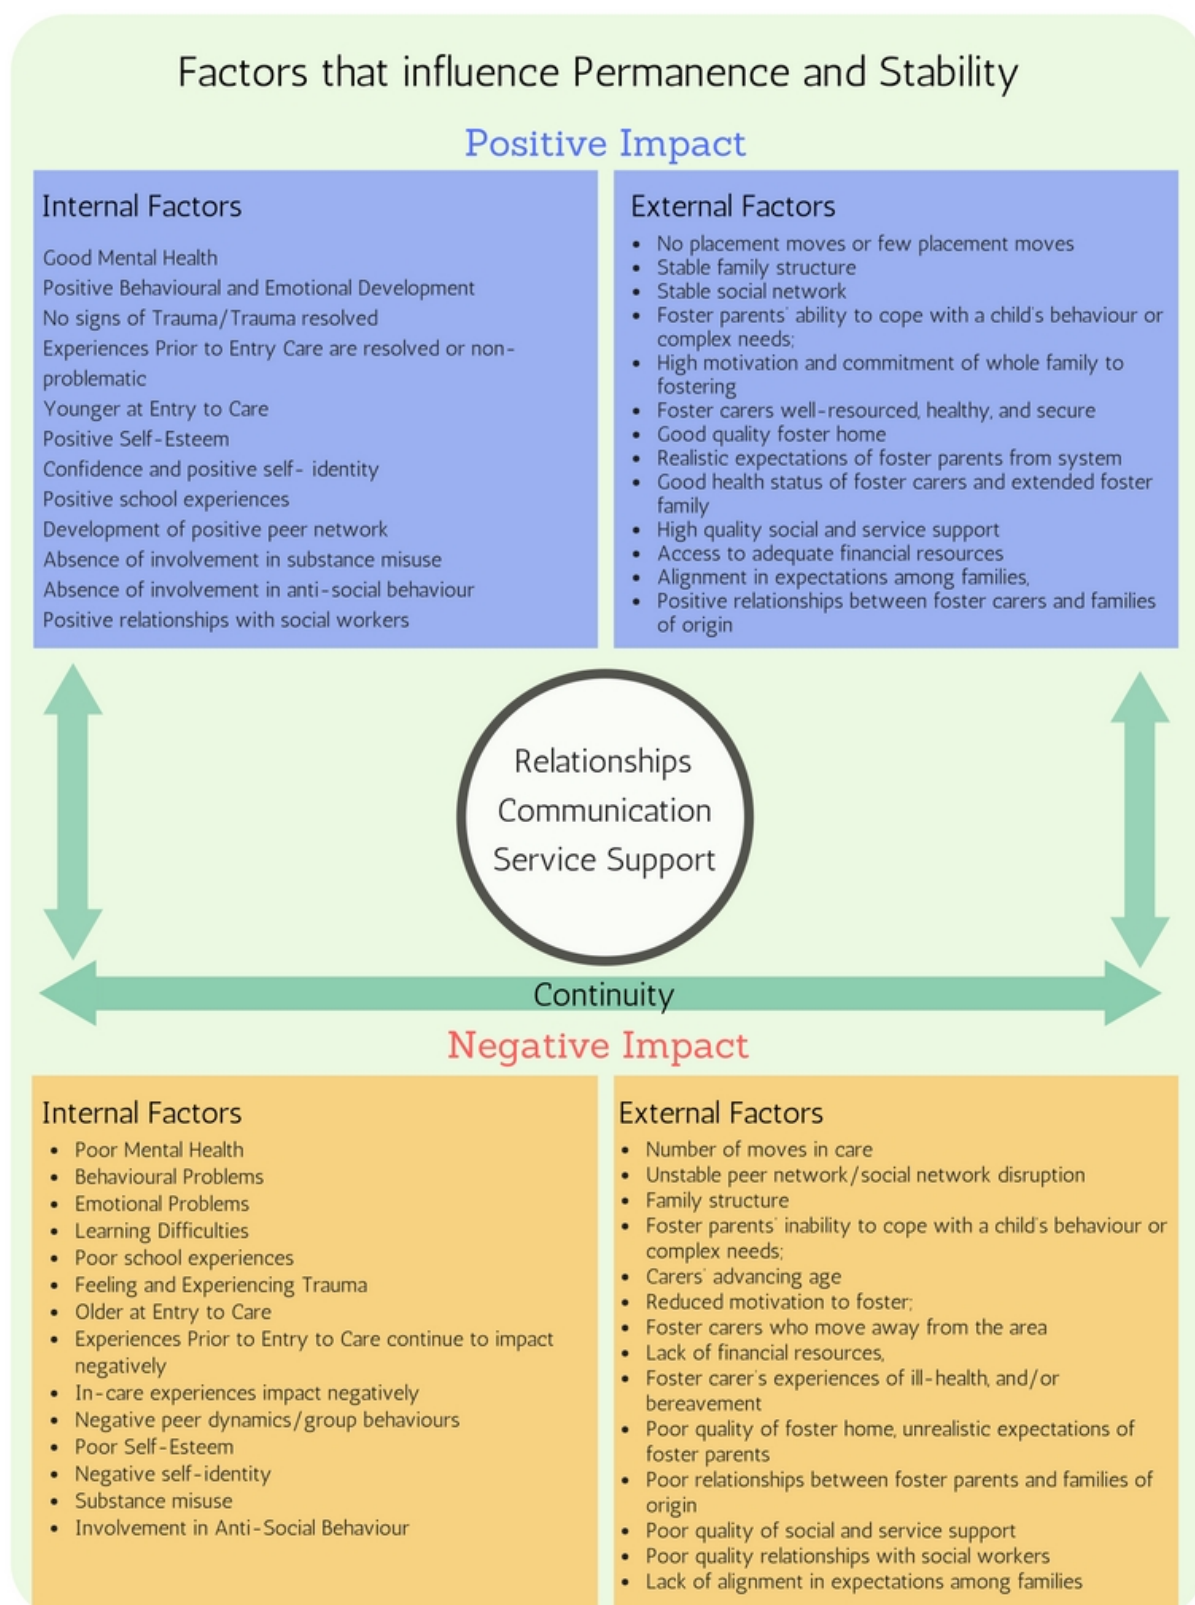 Factors that influence Permanence and Stability
Positive Impact
Internal Factors
Good Mental Health
Positive Behavioural and Emotional Development
No signs of Trauma/Trauma resolved
Experiences Prior to Entry Care are resolved or non-
problematic
Younger at Entry to Care
Positive Self-Esteem
Confidence and positive self- identity
Positive school experiences
Development of positive peer network
Absence of involvement in substance misuse
Absence of involvement in anti-social behaviour
Positive relationships with social workers
External Factors
• No placement moves or few placement moves
• Stable family structure
• Stable social network
• Foster parents' ability to cope with a child's behaviour or
complex needs;
• High motivation and commitment of whole family to
fostering
• Foster carers well-resourced, healthy, and secure
• Good quality foster home
• Realistic expectations of foster parents from system
• Good health status of foster carers and extended foster
family
• High quality social and service support
• Access to adequate financial resources
• Alignment in expectations among families,
• Positive relationships between foster carers and families
of origin
Relationships
Communication
Service Support
Continuity
Negative Impact
Internal Factors
• Poor Mental Health
• Behavioural Problems
• Emotional Problems
• Learning Difficulties
• Poor school experiences
• Feeling and Experiencing Trauma
• Older at Entry to Care
• Experiences Prior to Entry to Care continue to impact
negatively
• In-care experiences impact negatively
• Negative peer dynamics/group behaviours
• Poor Self-Esteem
• Negative self-identity
• Substance misuse
• Involvement in Anti-Social Behaviour
External Factors
• Number of moves in care
• Unstable peer network/social network disruption
• Family structure
• Foster parents' inability to cope with a child's behaviour or
complex needs;
• Carers' advancing age
• Reduced motivation to foster;
• Foster carers who move away from the area
• Lack of financial resources,
• Foster carer's experiences of ill-health, and/or
bereavement
• Poor quality of foster home, unrealistic expectations of
foster parents
• Poor relationships between foster parents and families of
origin
• Poor quality of social and service support
• Poor quality relationships with social workers
• Lack of alignment in expectations among families